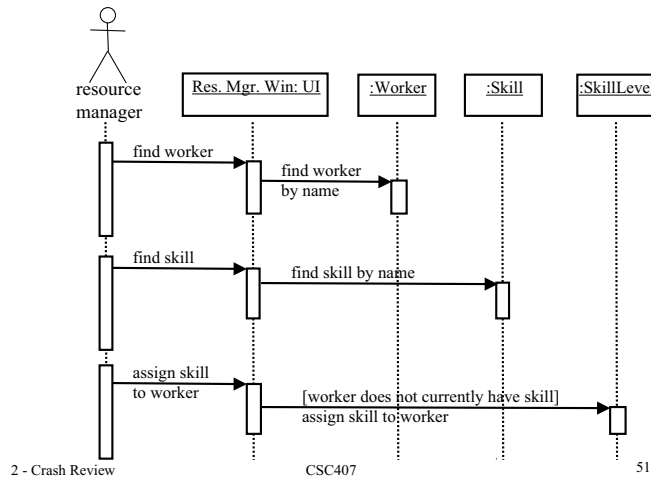 resource
manager
Res. Mgr. Win: UI
:Worker
:Skill
:SkillLevel
find worker
find worker
by name
find skill
find skill by name
assign skill
to worker
[worker does not currently have skill]
assign skill to worker
2 - Crash Review
CSC407
51